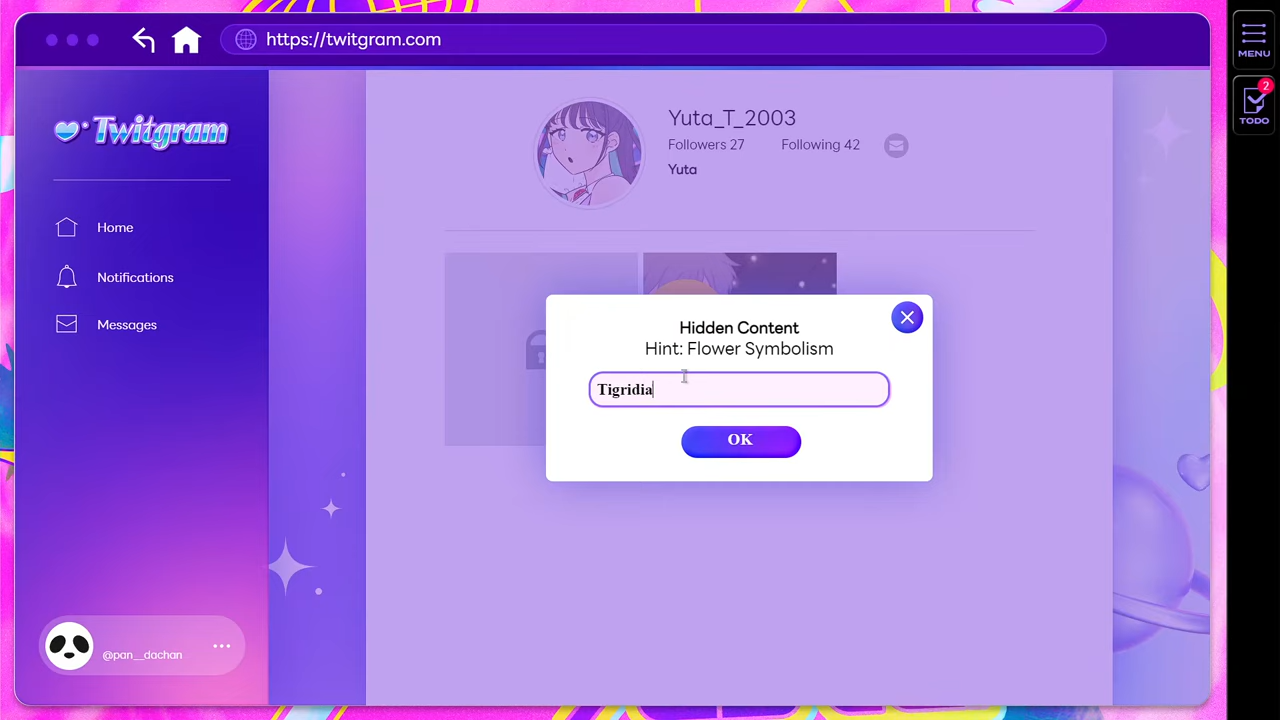 https://twitgram.com
MENU
2
TODO
Twitgram
Home
Notifications
Messages
@pan__dachan
Yuta_T_2003
Followers 27
Following 42
Yuta
Hidden Content
Hint: Flower Symbolism
Tigridia
OK